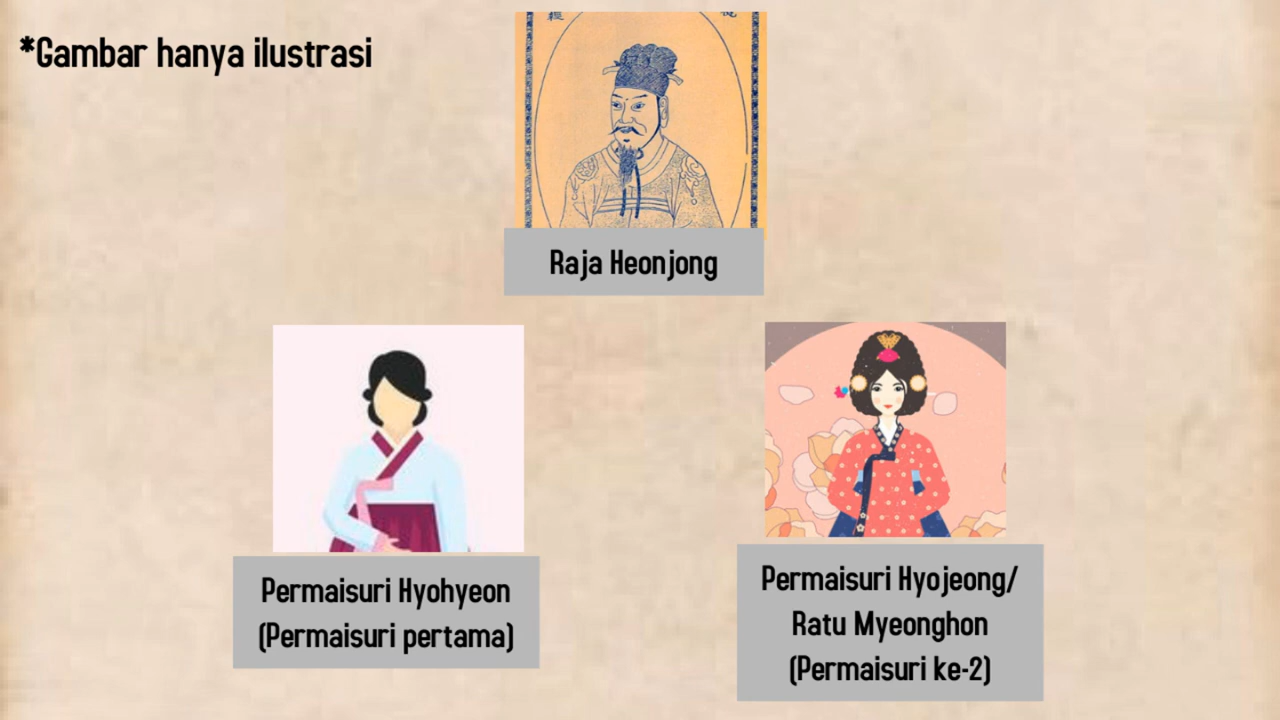 *Gambar hanya ilustrasi
Raja Heonjong
Permaisuri Hyohyeon
(Permaisuri pertama)
Permaisuri Hyojeong/
Ratu Myeonghon
(Permaisuri ke-2)